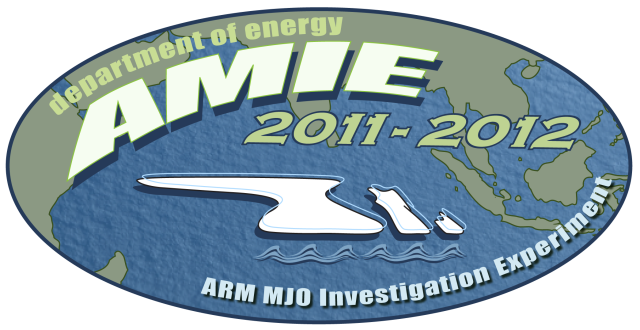 department of energy
AMIE
2011-2012
ARM MJO Investigation Experiment